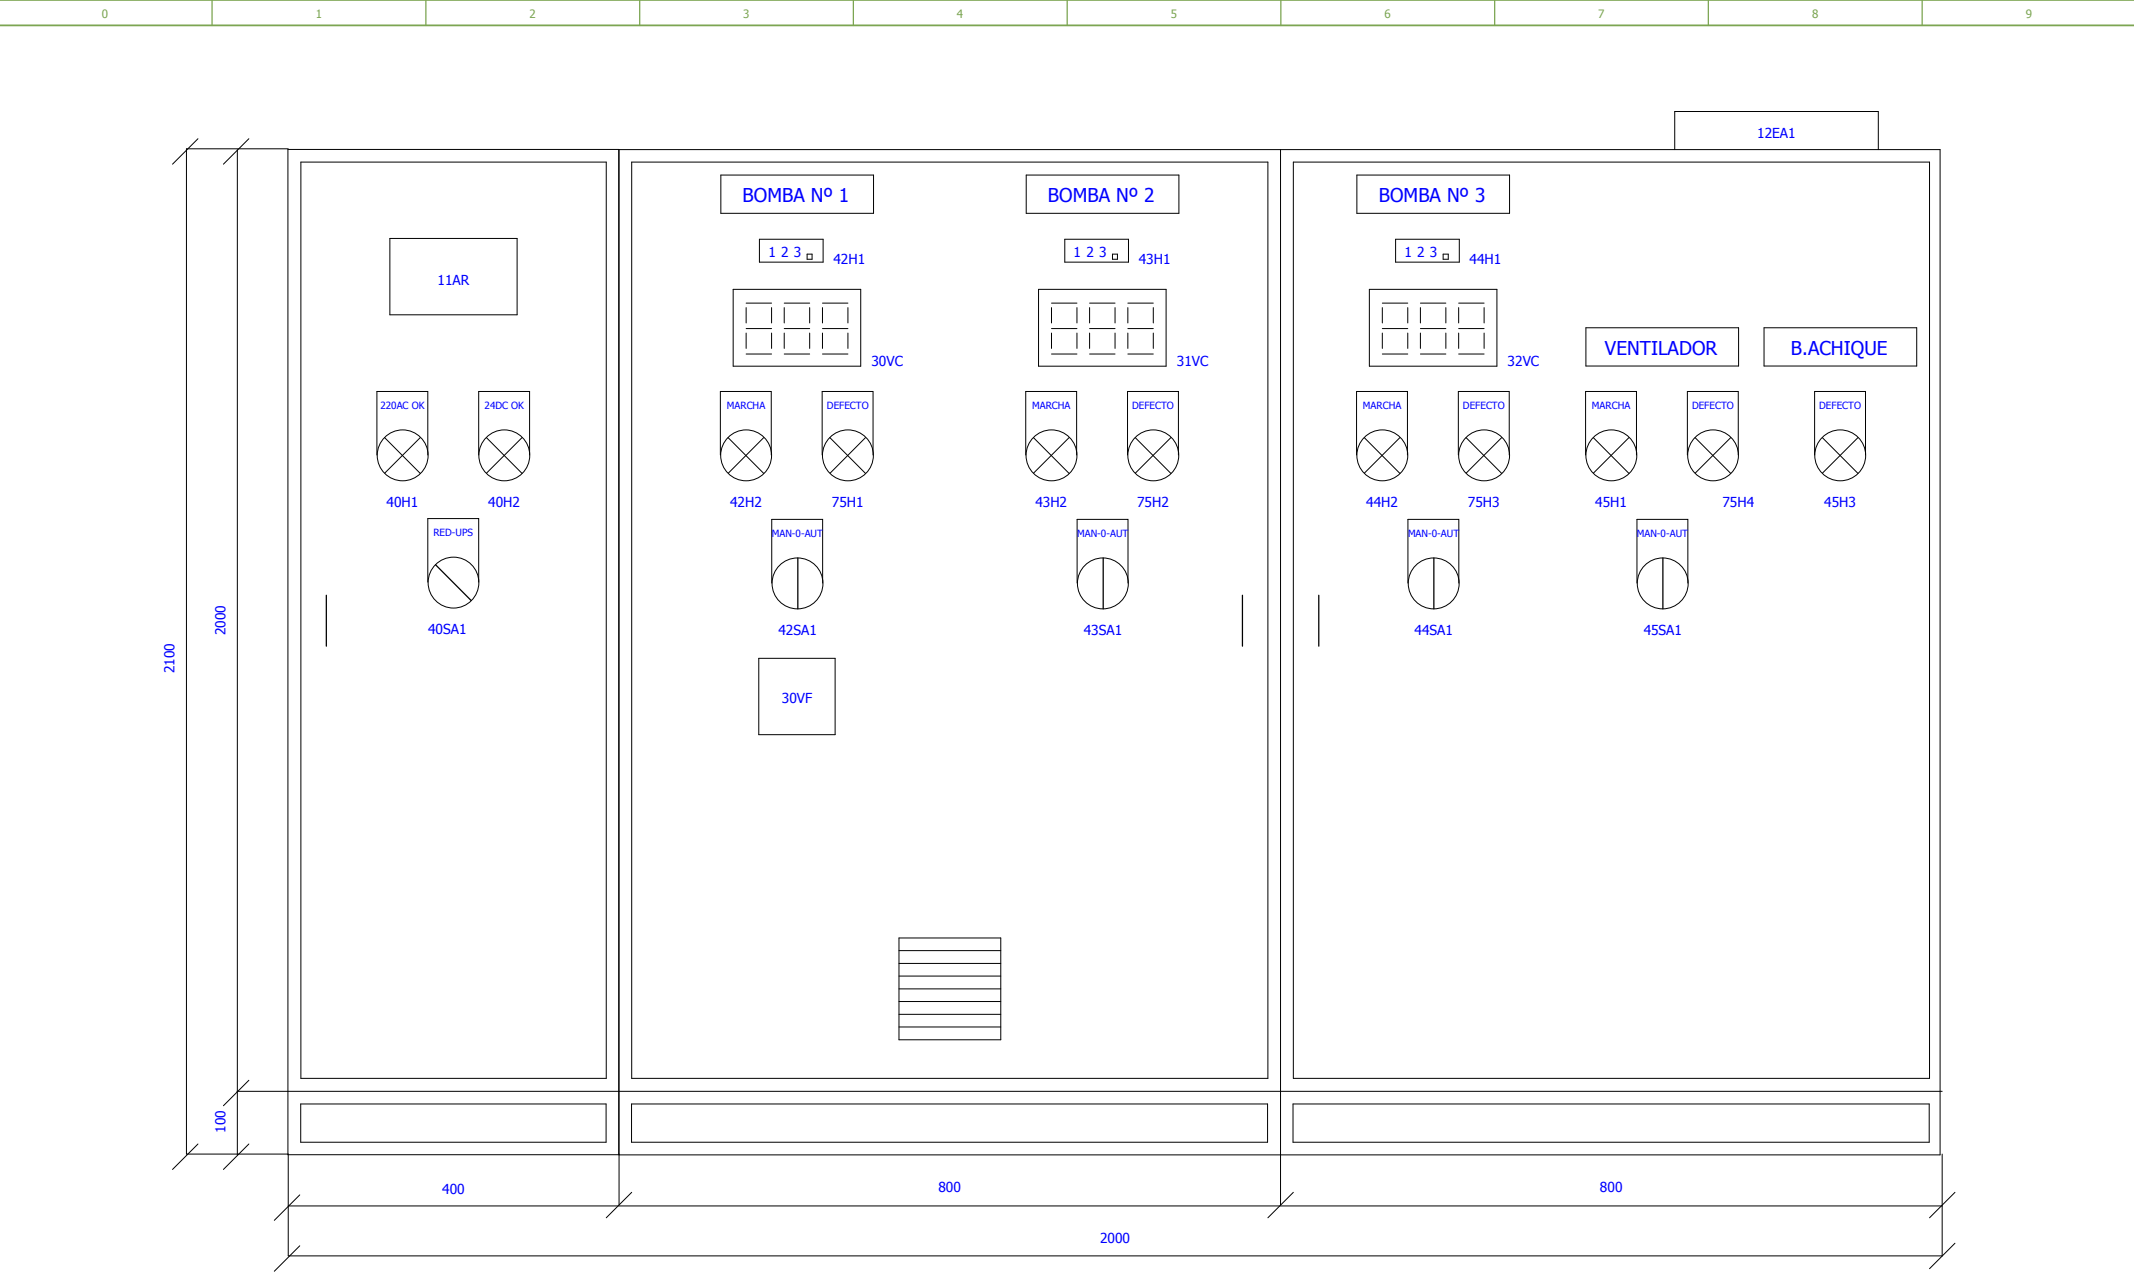 0 1 2 3 4 5 6 7 8 9
12EA1
BOMBA Nº 1 BOMBA Nº 2 BOMBA Nº 3
1 2 3 42H1 1 2 3 43H1 1 2 3 44H1
11AR
VENTILADOR B.ACHIQUE
30VC 31VC 32VC
220AC OK 24DC OK MARCHA DEFECTO MARCHA DEFECTO MARCHA DEFECTO MARCHA DEFECTO DEFECTO
40H1 40H2 42H2 75H1 43H2 75H2 44H2 75H3 45H1 75H4 45H3
RED-UPS MAN-0-AUT MAN-0-AUT MAN-0-AUT MAN-0-AUT
40SA1 42SA1 43SA1 44SA1 45SA1
2000
2100
30VF
100
400 800 800
2000